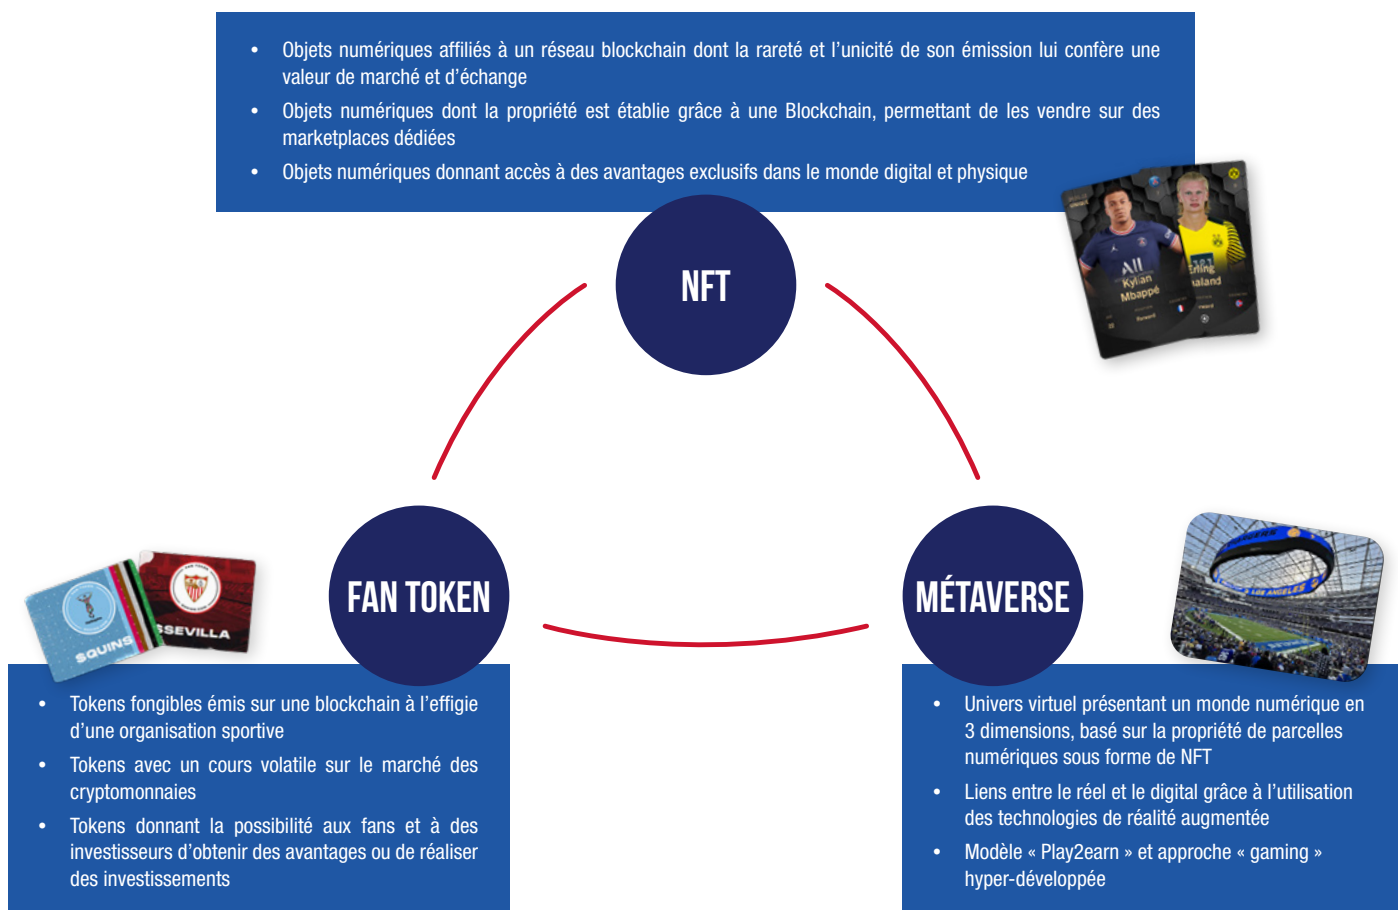 • Objets numériques affiliés à un réseau blockchain dont la rareté et l’unicité de son émission lui confère une
valeur de marché et d’échange
• Objets numériques dont la propriété est établie grâce à une Blockchain, permettant de les vendre sur des
marketplaces dédiées
• Objets numériques donnant accès à des avantages exclusifs dans le monde digital et physique
NFT
Kylian
Mbappé
Erling
FAN TOKEN
SQUINS
SSEVILLA
MÉTAVERSE
LOS ANGELES
• Tokens fongibles émis sur une blockchain à l’effigie
d’une organisation sportive
• Tokens avec un cours volatile sur le marché des
cryptomonnaies
• Tokens donnant la possibilité aux fans et à des
investisseurs d’obtenir des avantages ou de réaliser
des investissements
• Univers virtuel présentant un monde numérique en
3 dimensions, basé sur la propriété de parcelles
numériques sous forme de NFT
• Liens entre le réel et le digital grâce à l’utilisation
des technologies de réalité augmentée
• Modèle « Play2earn » et approche « gaming »
hyper-développée